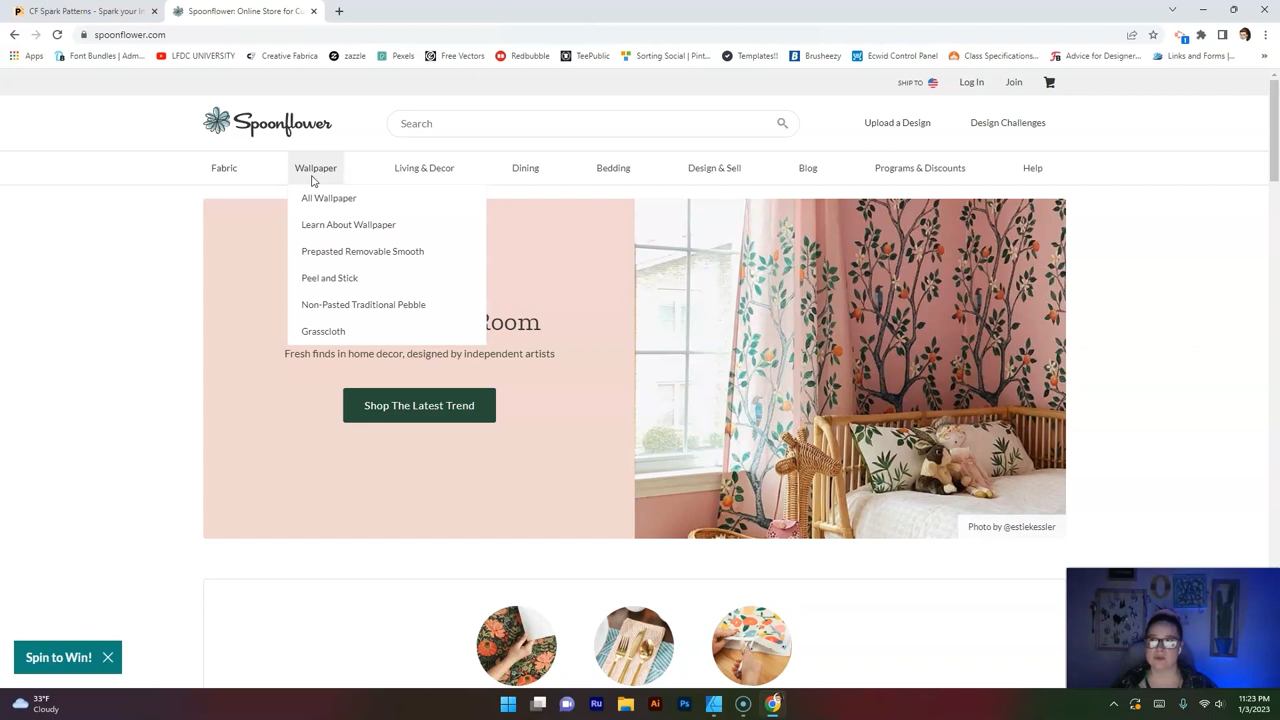 CF Spark Patterns - Spark your In
Spoonflower: Online Store for Cu
spoonflower.com
Apps
Font Bundles | Adm...
LFDC UNIVERSITY
Creative Fabrica
zazzle
Pexels
Free Vectors
Redbubble
TeePublic
Sorting Social | Pint...
Templates!!
Brusheezy
Ecwid Control Panel
Class Specifications...
Advice for Designer...
Links and Forms |...
SHIP TO
Log In
Join
Spoonflower
Search
Upload a Design
Design Challenges
Fabric
Wallpaper
Living & Decor
Dining
Bedding
Design & Sell
Blog
Programs & Discounts
Help
All Wallpaper
Learn About Wallpaper
Prepasted Removable Smooth
Peel and Stick
Non-Pasted Traditional Pebble
Grasscloth
Room
Fresh finds in home decor, designed by independent artists
Shop The Latest Trend
Photo by @estiekessler
Spin to Win!
33°F
Cloudy
Ru
Ai
Ps
11:23 PM
1/3/2023